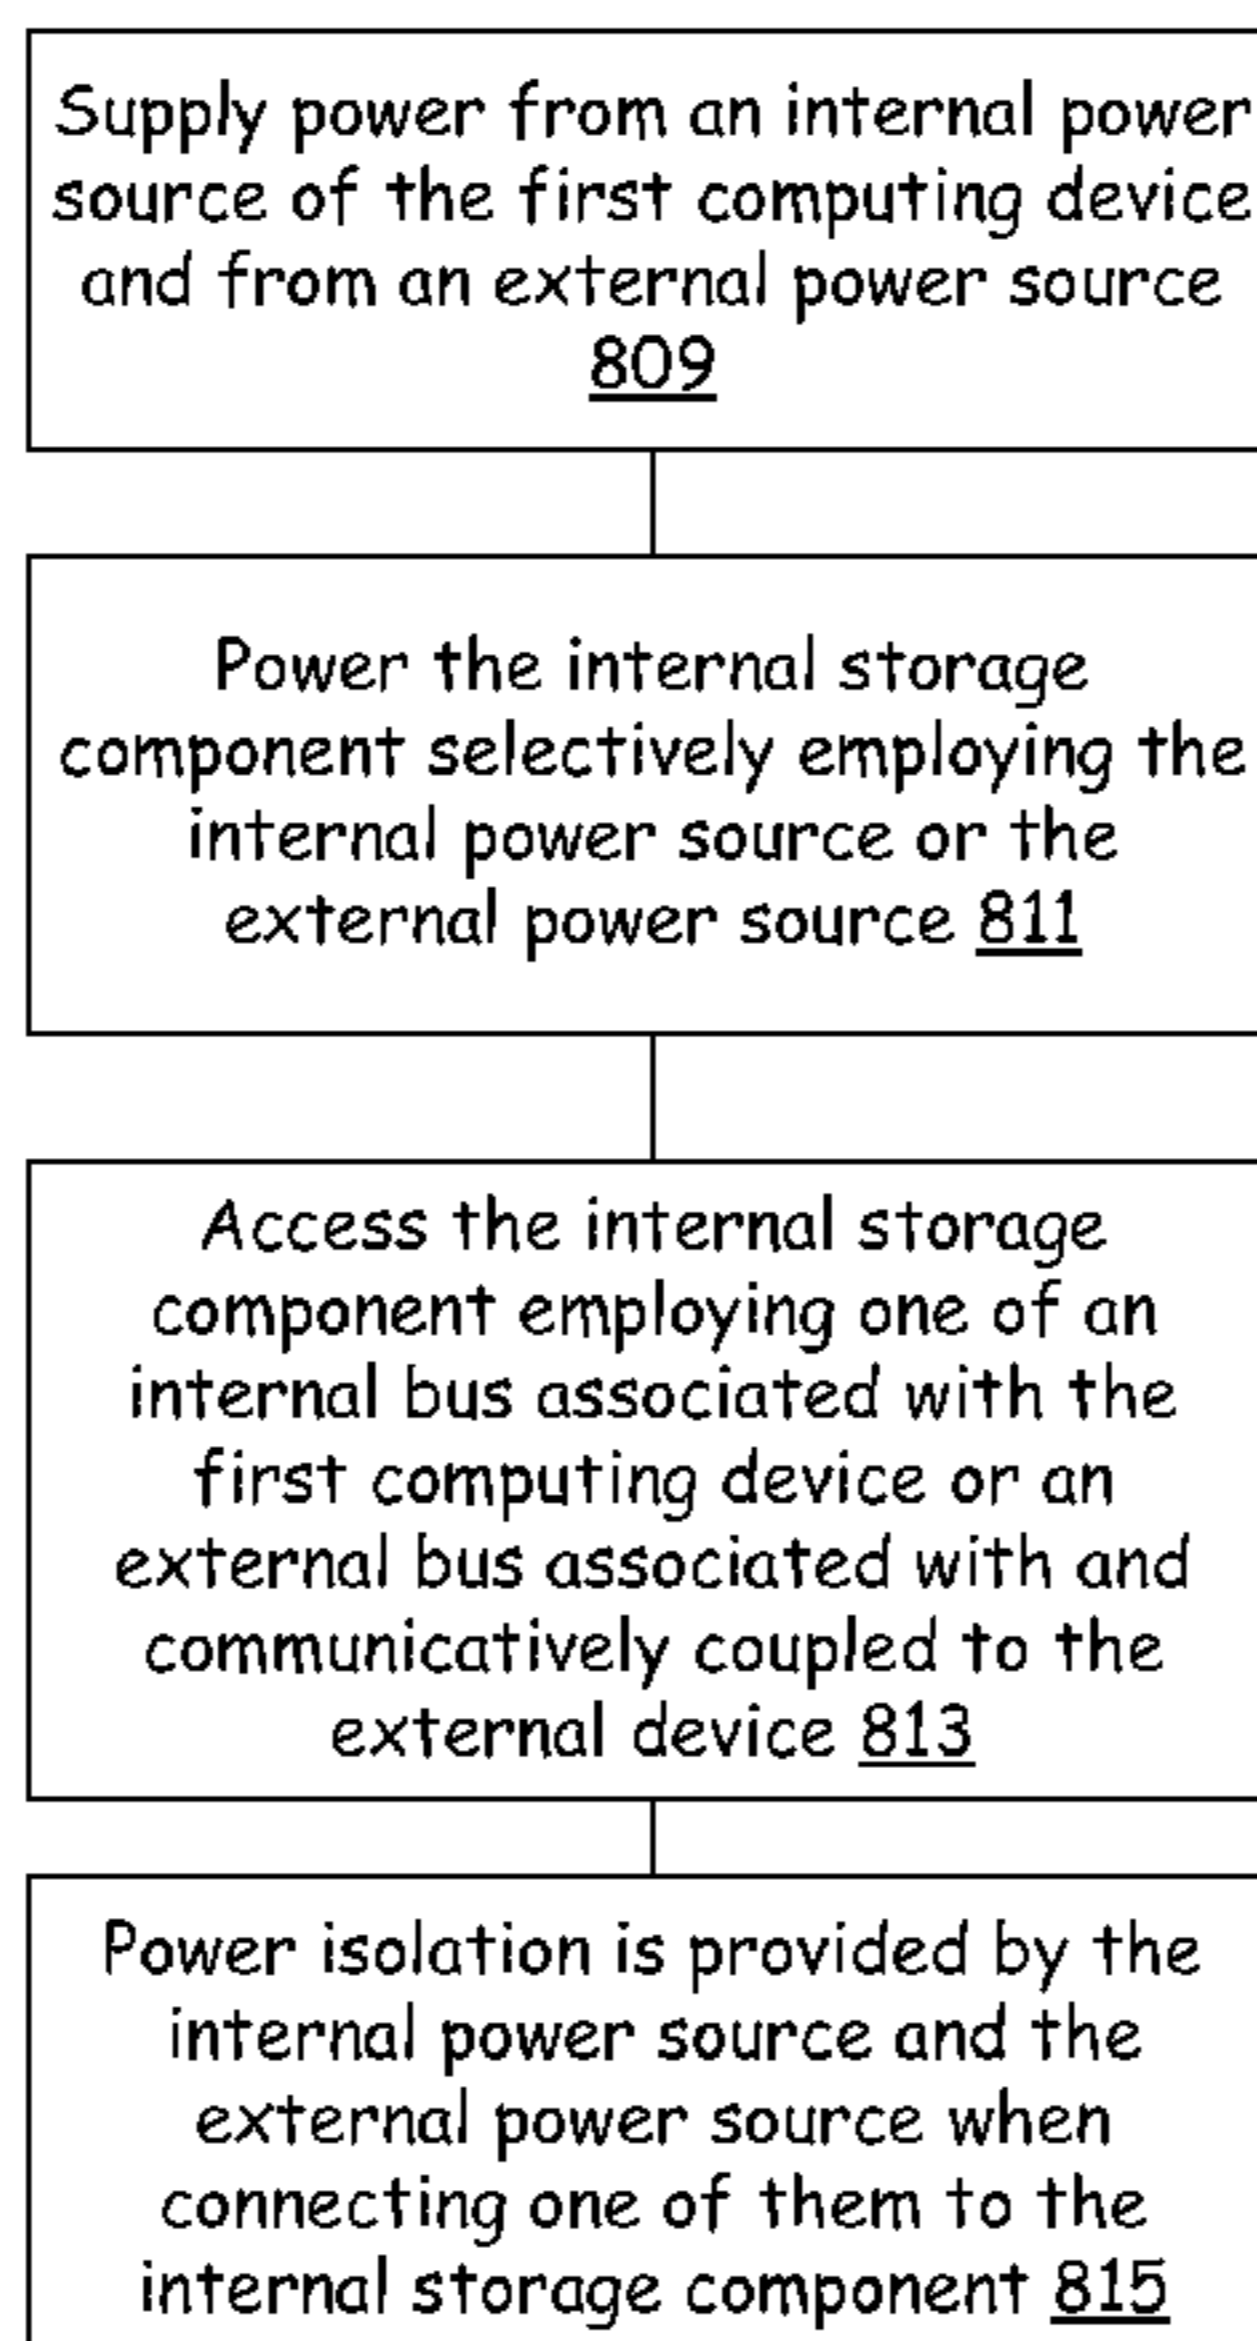 Supply power from an internal power
source of the first computing device
and from an external power source
809
Power the internal storage
component selectively employing the
internal power source or the
external power source 811
Access the internal storage
component employing one of an
internal bus associated with the
first computing device or an
external bus associated with and
communicatively coupled to the
external device 813
Power isolation is provided by the
internal power source and the
external power source when
connecting one of them to the
internal storage component 815